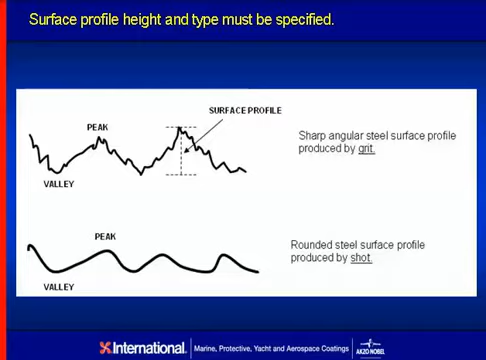 Surface profile height and type must be specified.
SURFACE PROFILE
PEAK
Sharp angular steel surface profile
produced by grit.
VALLEY
PEAK
Rounded steel surface profile
produced by shot.
VALLEY
International.
Marine, Protective, Yacht and Aerospace Coatings
AKZO NOBEL